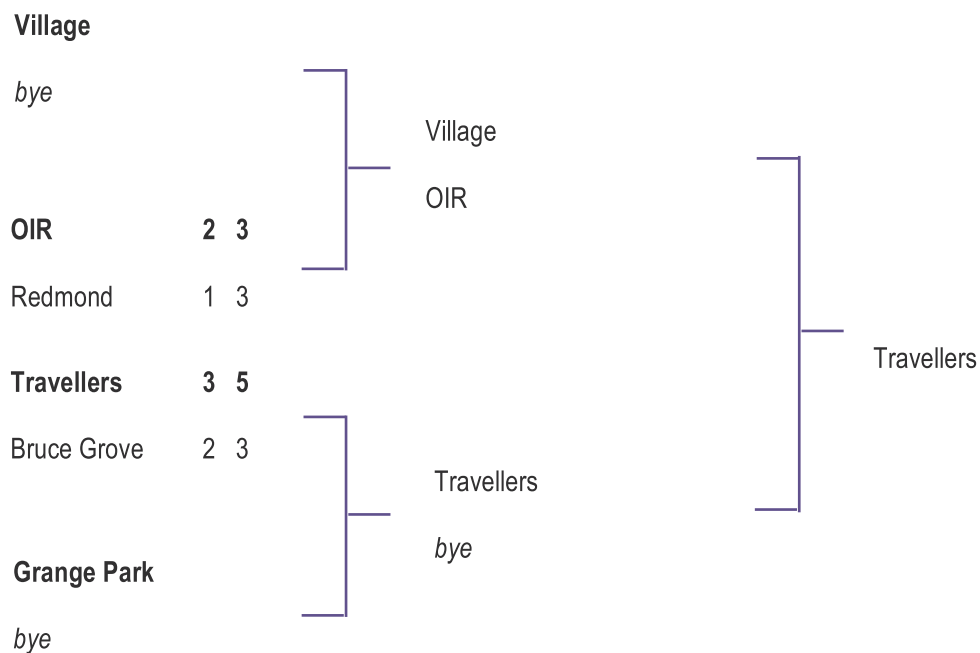 Village
bye
OIR 2 3
Redmond 1 3
Travellers 3 5
Bruce Grove 2 3
Grange Park
bye
Village
OIR
Travellers
bye
Travellers